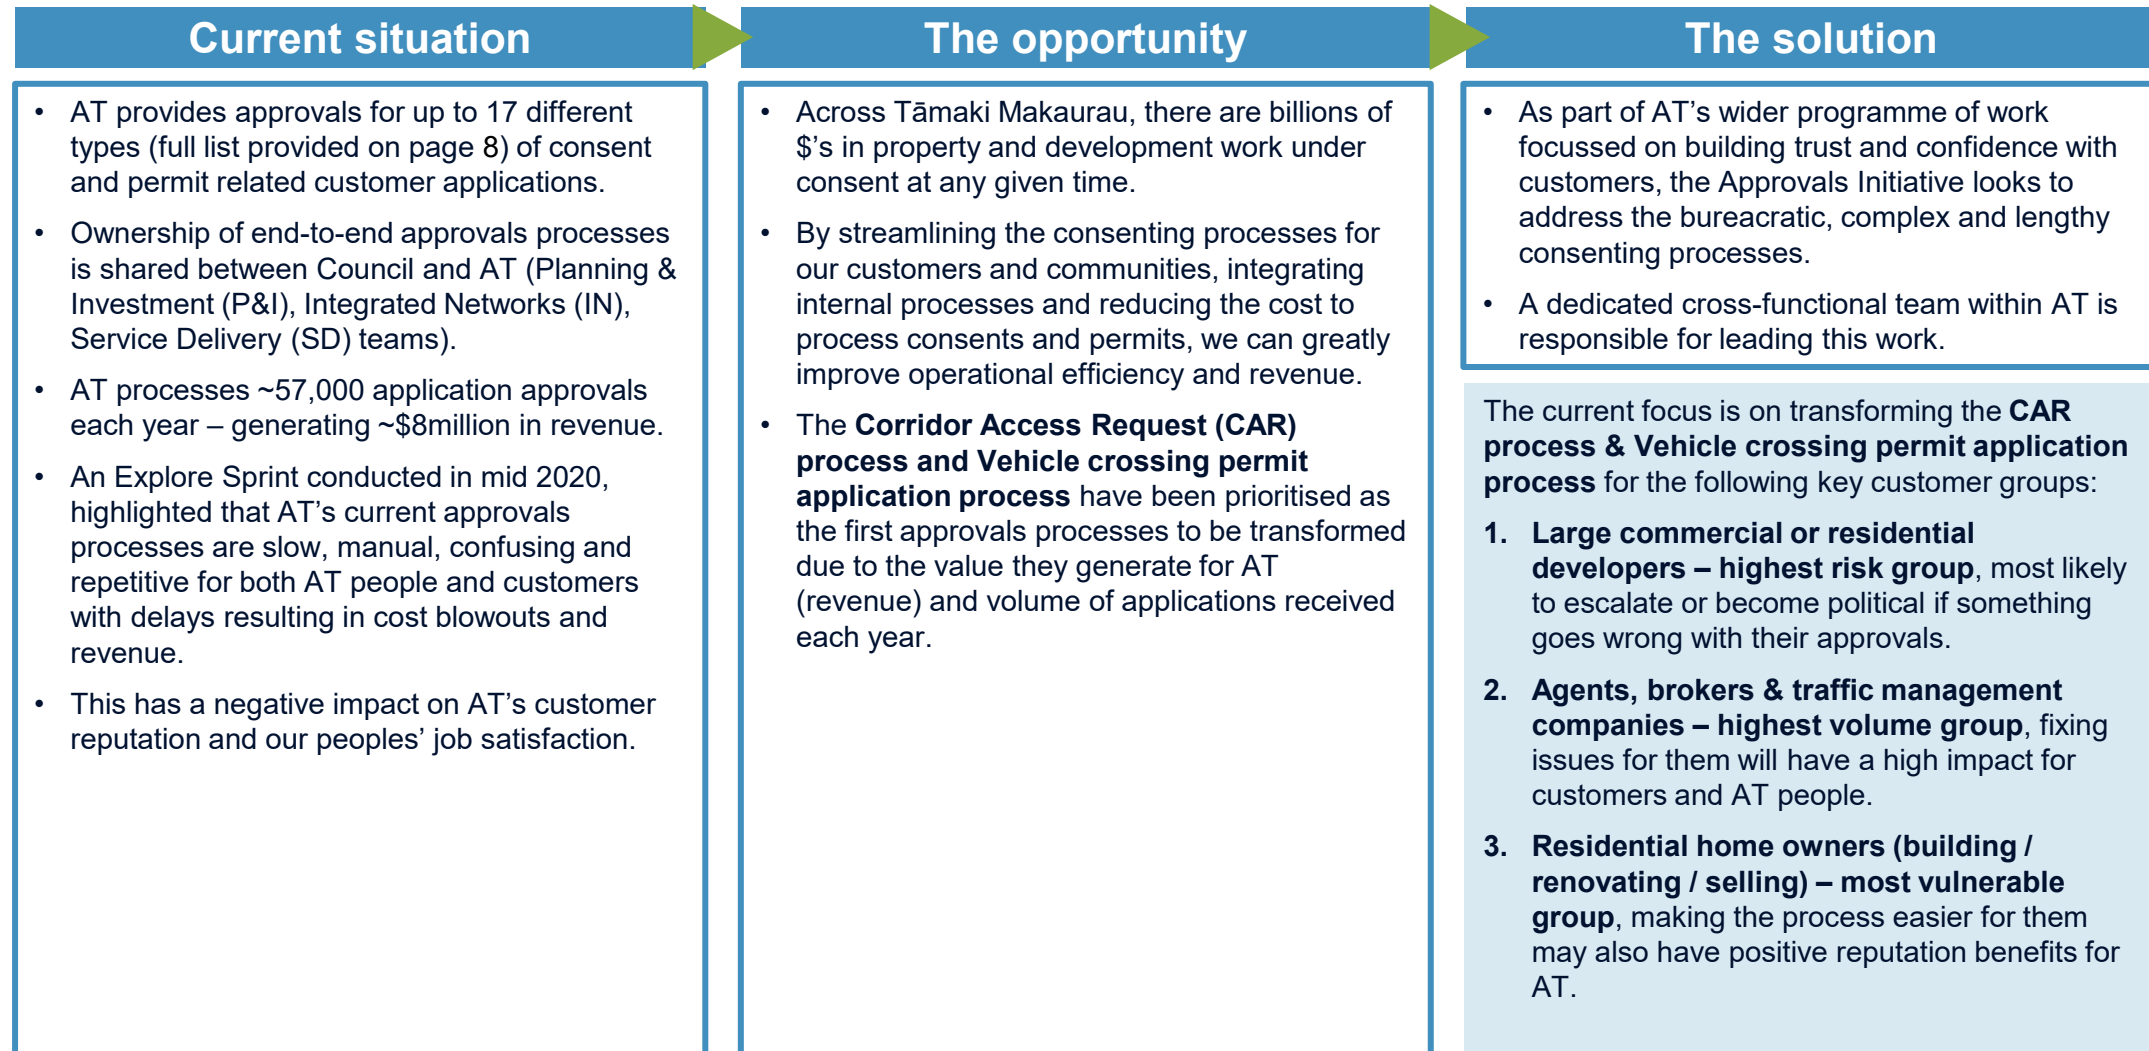 Current situation
• AT provides approvals for up to 17 different
types (full list provided on page 8) of consent
and permit related customer applications.
• Ownership of end-to-end approvals processes
is shared between Council and AT (Planning &
Investment (P&I), Integrated Networks (IN),
Service Delivery (SD) teams).
• AT processes ~57,000 application approvals
each year – generating ~$8million in revenue.
• An Explore Sprint conducted in mid 2020,
highlighted that AT’s current approvals
processes are slow, manual, confusing and
repetitive for both AT people and customers
with delays resulting in cost blowouts and
revenue.
• This has a negative impact on AT’s customer
reputation and our peoples’ job satisfaction.
The opportunity
• Across Tāmaki Makaurau, there are billions of
$’s in property and development work under
consent at any given time.
• By streamlining the consenting processes for
our customers and communities, integrating
internal processes and reducing the cost to
process consents and permits, we can greatly
improve operational efficiency and revenue.
• The Corridor Access Request (CAR)
process and Vehicle crossing permit
application process have been prioritised as
the first approvals processes to be transformed
due to the value they generate for AT
(revenue) and volume of applications received
each year.
The solution
• As part of AT’s wider programme of work
focussed on building trust and confidence with
customers, the Approvals Initiative looks to
address the bureacratic, complex and lengthy
consenting processes.
• A dedicated cross-functional team within AT is
responsible for leading this work.
The current focus is on transforming the CAR
process & Vehicle crossing permit application
process for the following key customer groups:
1. Large commercial or residential
developers – highest risk group, most likely
to escalate or become political if something
goes wrong with their approvals.
2. Agents, brokers & traffic management
companies – highest volume group, fixing
issues for them will have a high impact for
customers and AT people.
3. Residential home owners (building /
renovating / selling) – most vulnerable
group, making the process easier for them
may also have positive reputation benefits for
AT.